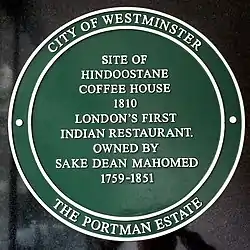 CITY OF WESTMINSTER
SITE OF
HINDOOSTANE
COFFEE HOUSE
1810
LONDON'S FIRST
INDIAN RESTAURANT.
OWNED BY
SAKE DEAN MAHOMED
1759-1851
THE PORTMAN ESTATE